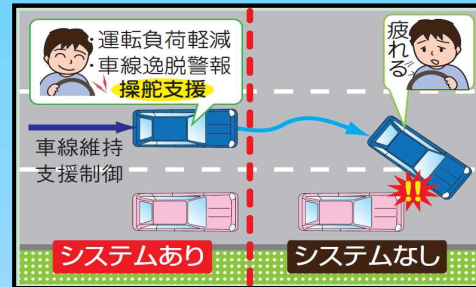 ・運転負荷軽減
・車線逸脱警報
操舵支援
疲れる
車線維持
支援制御
!!
システムあり
システムなし